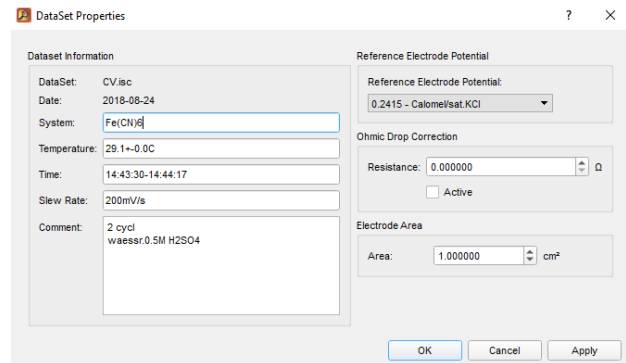 DataSet Properties
?
Dataset Information
DataSet: CV.isc
Date: 2018-08-24
System: Fe(CN)6
Temperature: 29.1+-0.0C
Time: 14:43:30-14:44:17
Slew Rate: 200mV/s
Comment: 2 cycl
waessr.0.5M H2SO4
Reference Electrode Potential
Reference Electrode Potential:
0.2415 - Calomel/sat.KCl
Ohmic Drop Correction
Resistance: 0.000000 Ω
Active
Electrode Area
Area: 1.000000 cm²
OK Cancel Apply